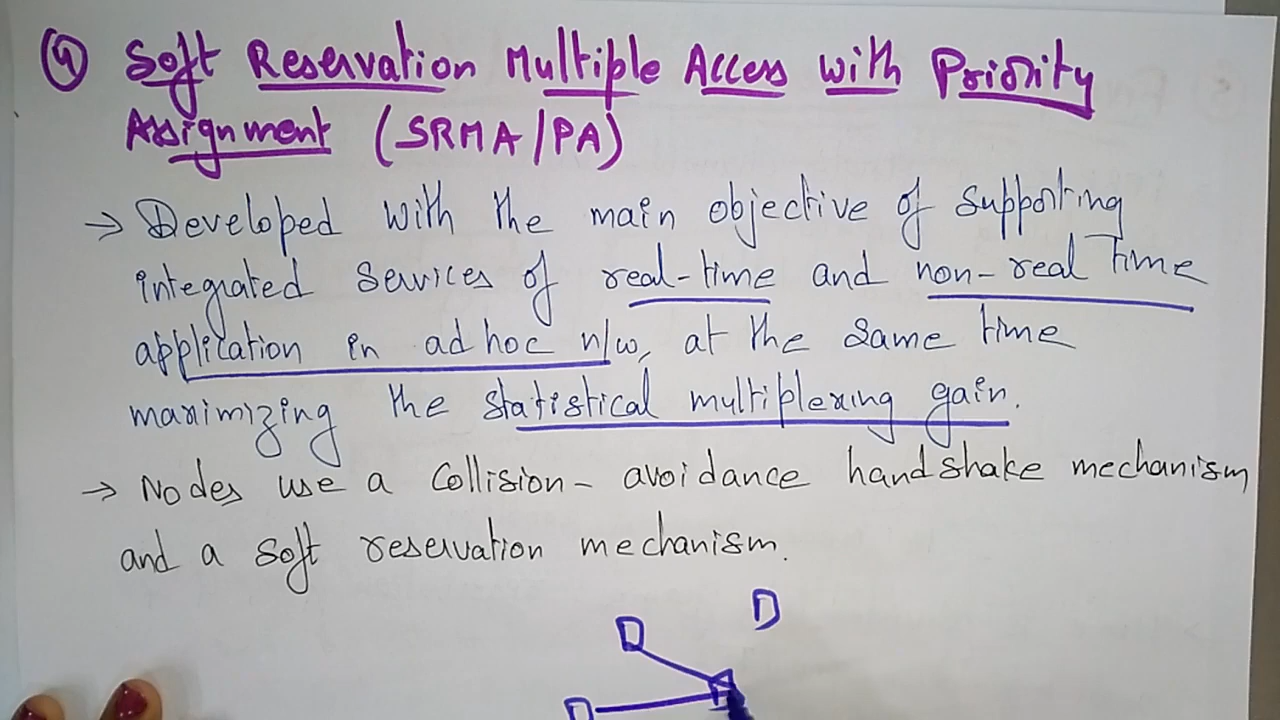 ④ Soft Reservation Multiple Access with Priority
Assignment (SRMA/PA)
→ Developed with the main objective of supporting
integrated services of real-time and non-real time
application in ad hoc n/w, at the same time
maximizing the statistical multiplexing gain.
→ Nodes use a Collision-avoidance handshake mechanism
and a soft reservation mechanism.